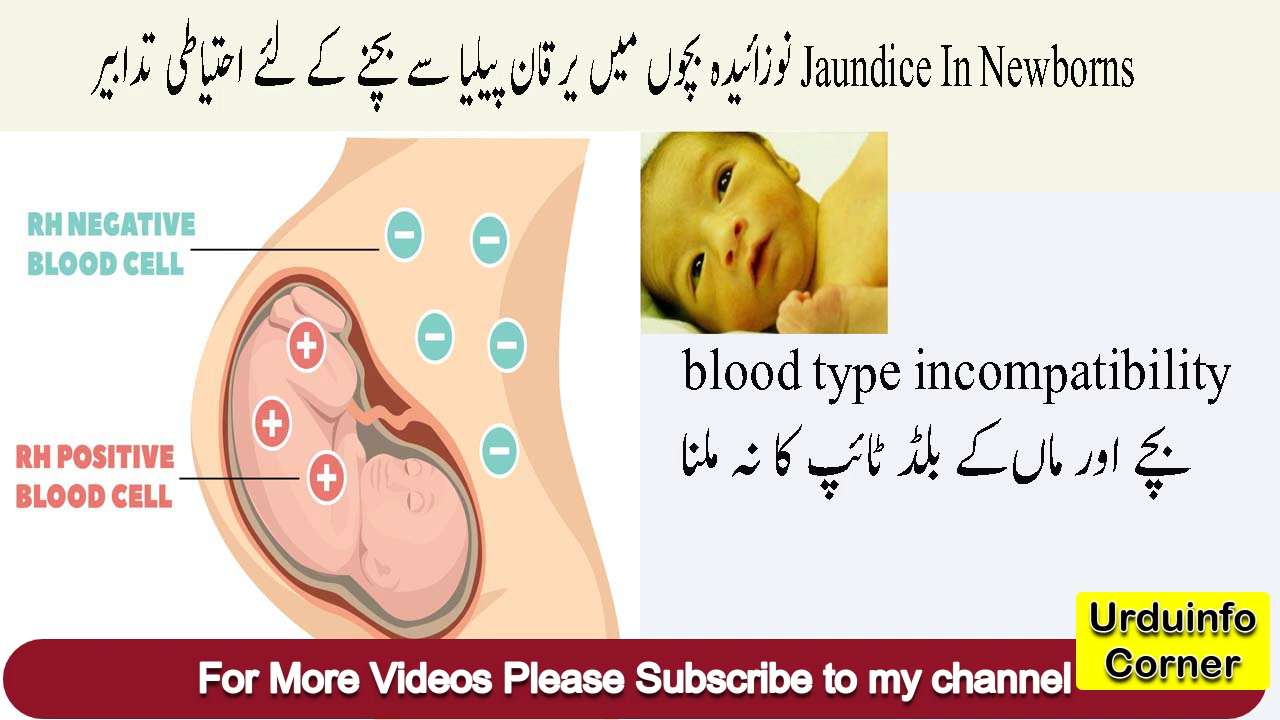 نوزائیدہ بچوں میں یرقان پیلیا سے بچنے کے لئے احتیاطی تدابیر Jaundice In Newborns
RH NEGATIVE
BLOOD CELL
RH POSITIVE
BLOOD CELL
blood type incompatibility
بچے اور ماں کے بلڈ ٹائپ کا نہ ملنا
For More Videos Please Subscribe to my channel
Urduinfo
Corner